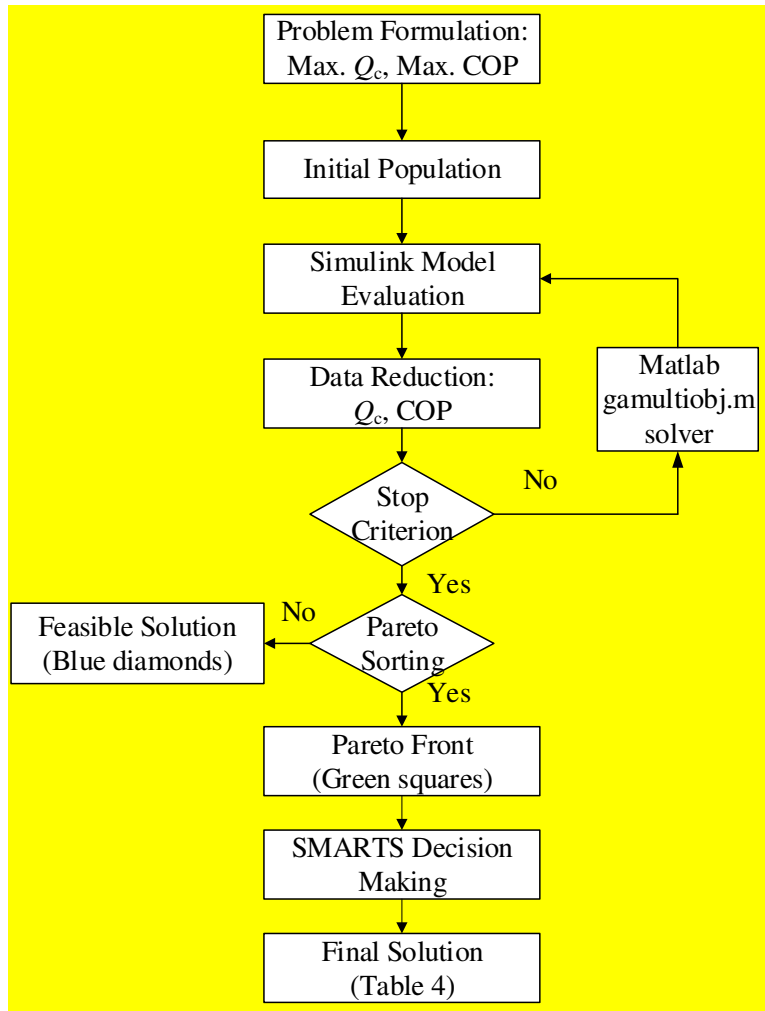 Problem Formulation:
Max. Qc, Max. COP
Initial Population
Simulink Model
Evaluation
Data Reduction:
Qc, COP
Matlab
gamultiobj.m
solver
Stop
Criterion
No
Yes
Pareto
Sorting
No
Feasible Solution
(Blue diamonds)
Yes
Pareto Front
(Green squares)
SMARTS Decision
Making
Final Solution
(Table 4)